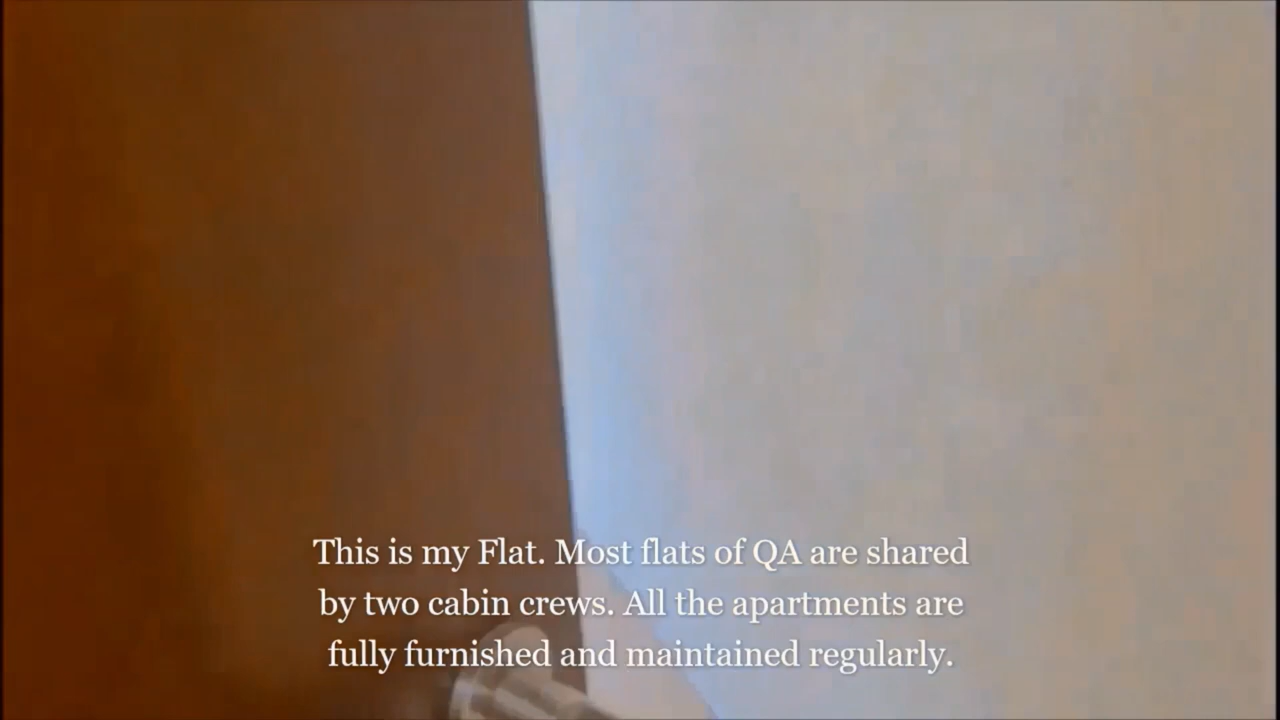 This is my Flat. Most flats of QA are shared
by two cabin crews. All the apartments are
fully furnished and maintained regularly.